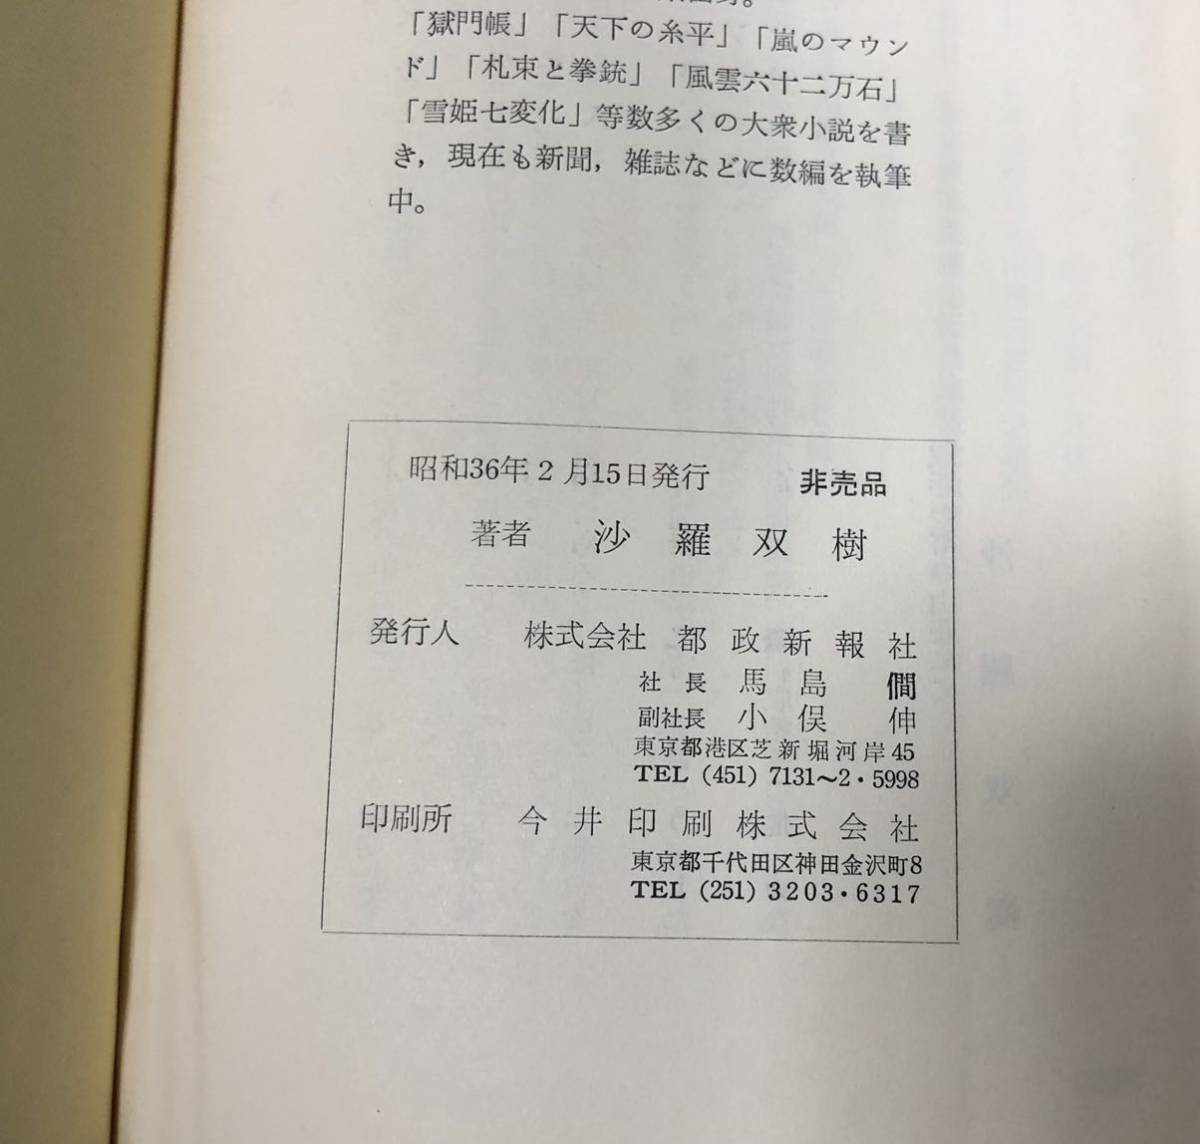 「獄門帳」「天下の糸平」「嵐のマウン
ド」「札束と拳銃」「風雲六十二万石」
「雪姫七変化」等数多くの大衆小説を書
き，現在も新聞，雑誌などに数編を執筆
中。
昭和36年2月15日発行 非売品
著者 沙羅双樹
発行人 株式会社 都政新報社
社長 馬島 僩
副社長 小俣 伸
東京都港区芝新堀河岸45
TEL (451) 7131～2・5998
印刷所 今井印刷株式会社
東京都千代田区神田金沢町8
TEL (251) 3203・6317